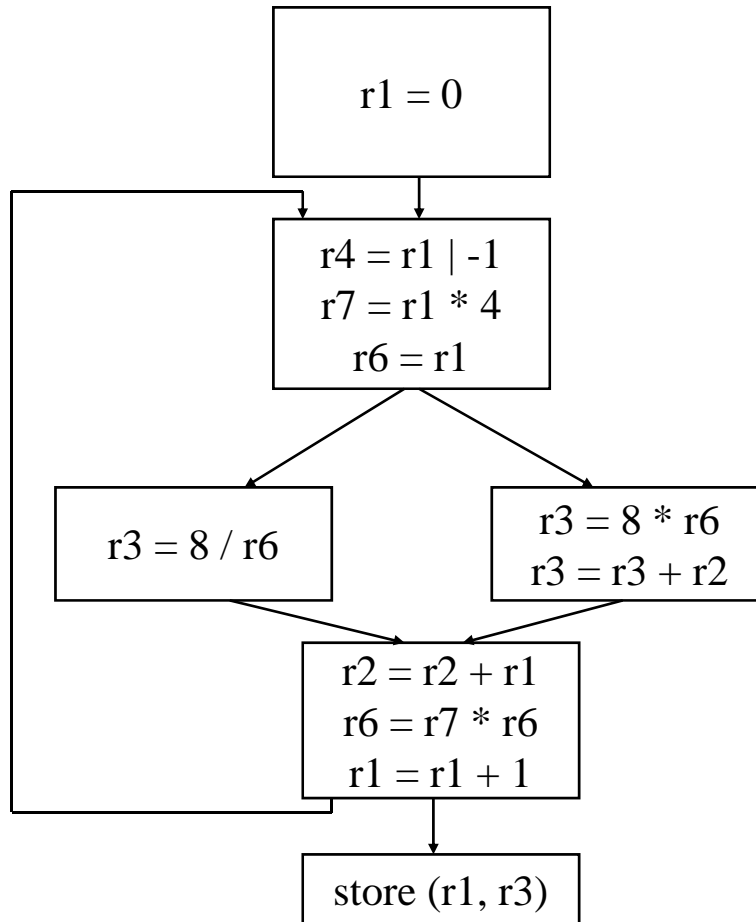 r1 = 0
r4 = r1 | -1
r7 = r1 * 4
r6 = r1
r3 = 8 / r6
r3 = 8 * r6
r3 = r3 + r2
r2 = r2 + r1
r6 = r7 * r6
r1 = r1 + 1
store (r1, r3)